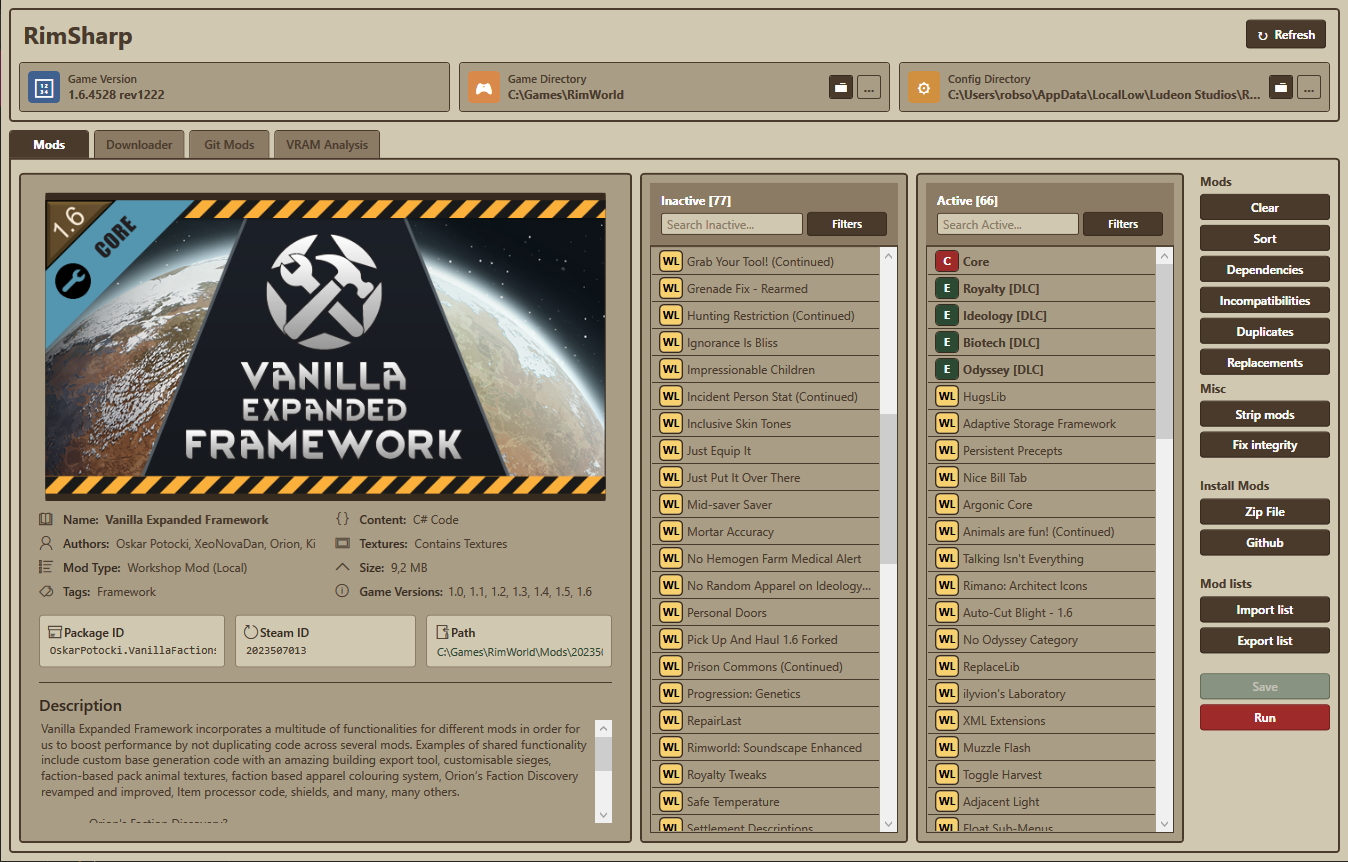 RimSharp
Refresh
Game Version
1.6.4528 rev1222
Game Directory
C:\Games\RimWorld
...
Config Directory
C:\Users\robso\AppData\LocalLow\Ludeon Studios\R...
...
Mods
Downloader
Git Mods
VRAM Analysis
1.6
CORE
VANILLA
EXPANDED
FRAMEWORK
Name: Vanilla Expanded Framework
Authors: Oskar Potocki, XeoNovaDan, Orion, Ki
Mod Type: Workshop Mod (Local)
Tags: Framework
Content: C# Code
Textures: Contains Textures
Size: 9,2 MB
Game Versions: 1.0, 1.1, 1.2, 1.3, 1.4, 1.5, 1.6
Package ID
OskarPotocki.VanillaFactions
Steam ID
2023507013
Path
C:\Games\RimWorld\Mods\202350
Description
Vanilla Expanded Framework incorporates a multitude of functionalities for different mods in order for
us to boost performance by not duplicating code across several mods. Examples of shared functionality
include custom base generation code with an amazing building export tool, customisable sieges,
faction-based pack animal textures, faction based apparel colouring system, Orion's Faction Discovery
revamped and improved, Item processor code, shields, and many, many others.
Orion's Faction Discovery?
Inactive [77]
Search Inactive...
Filters
WL Grab Your Tool! (Continued)
WL Grenade Fix - Rearmed
WL Hunting Restriction (Continued)
WL Ignorance Is Bliss
WL Impressionable Children
WL Incident Person Stat (Continued)
WL Inclusive Skin Tones
WL Just Equip It
WL Just Put It Over There
WL Mid-saver Saver
WL Mortar Accuracy
WL No Hemogen Farm Medical Alert
WL No Random Apparel on Ideology...
WL Personal Doors
WL Pick Up And Haul 1.6 Forked
WL Prison Commons (Continued)
WL Progression: Genetics
WL RepairLast
WL Rimworld: Soundscape Enhanced
WL Royalty Tweaks
WL Safe Temperature
WL Settlement Descriptions
Active [66]
Search Active...
Filters
C Core
E Royalty [DLC]
E Ideology [DLC]
E Biotech [DLC]
E Odyssey [DLC]
WL HugsLib
WL Adaptive Storage Framework
WL Persistent Precepts
WL Nice Bill Tab
WL Argonic Core
WL Animals are fun! (Continued)
WL Talking Isn't Everything
WL Rimano: Architect Icons
WL Auto-Cut Blight - 1.6
WL No Odyssey Category
WL ReplaceLib
WL ilyvion's Laboratory
WL XML Extensions
WL Muzzle Flash
WL Toggle Harvest
WL Adjacent Light
WL Float Sub-Menus
Mods
Clear
Sort
Dependencies
Incompatibilities
Duplicates
Replacements
Misc
Strip mods
Fix integrity
Install Mods
Zip File
Github
Mod lists
Import list
Export list
Save
Run